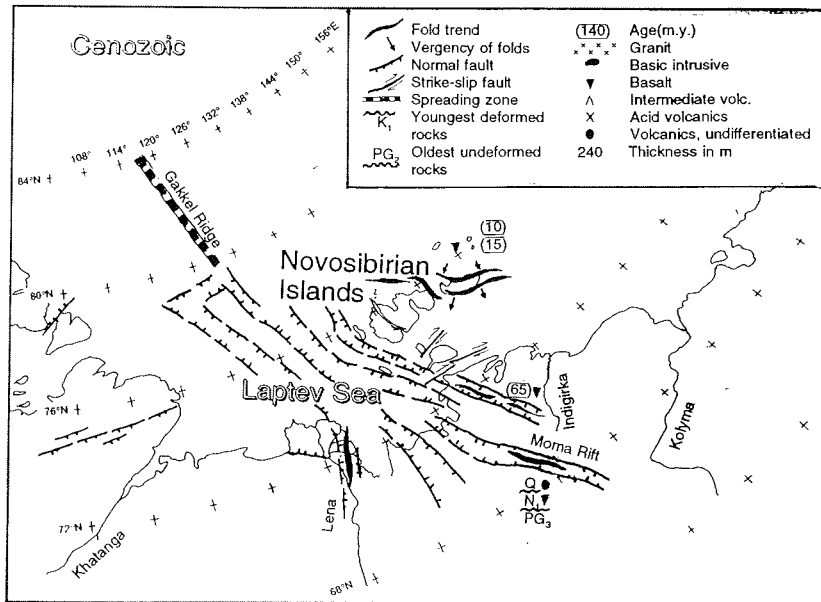 Cenozoic
Fold trend
Vergency of folds
Normal fault
Strike-slip fault
Spreading zone
K1 Youngest deformed
rocks
PG3 Oldest undeformed
rocks
(140) Age(m.y.)
Granit
Basic intrusive
Basalt
Intermediate volc.
Acid volcanics
Volcanics, undifferentiated
240 Thickness in m
108° 114° 120° 126° 132° 138° 144° 150° 156°E
84°N
Gakkel Ridge
(10)
(15)
Novosibirian
Islands
80°N
(65)
Laptev Sea
Indigirka
Kolyma
76°N
Moma Rift
Q
N1
PG3
Lena
72°N
Khatanga
68°N